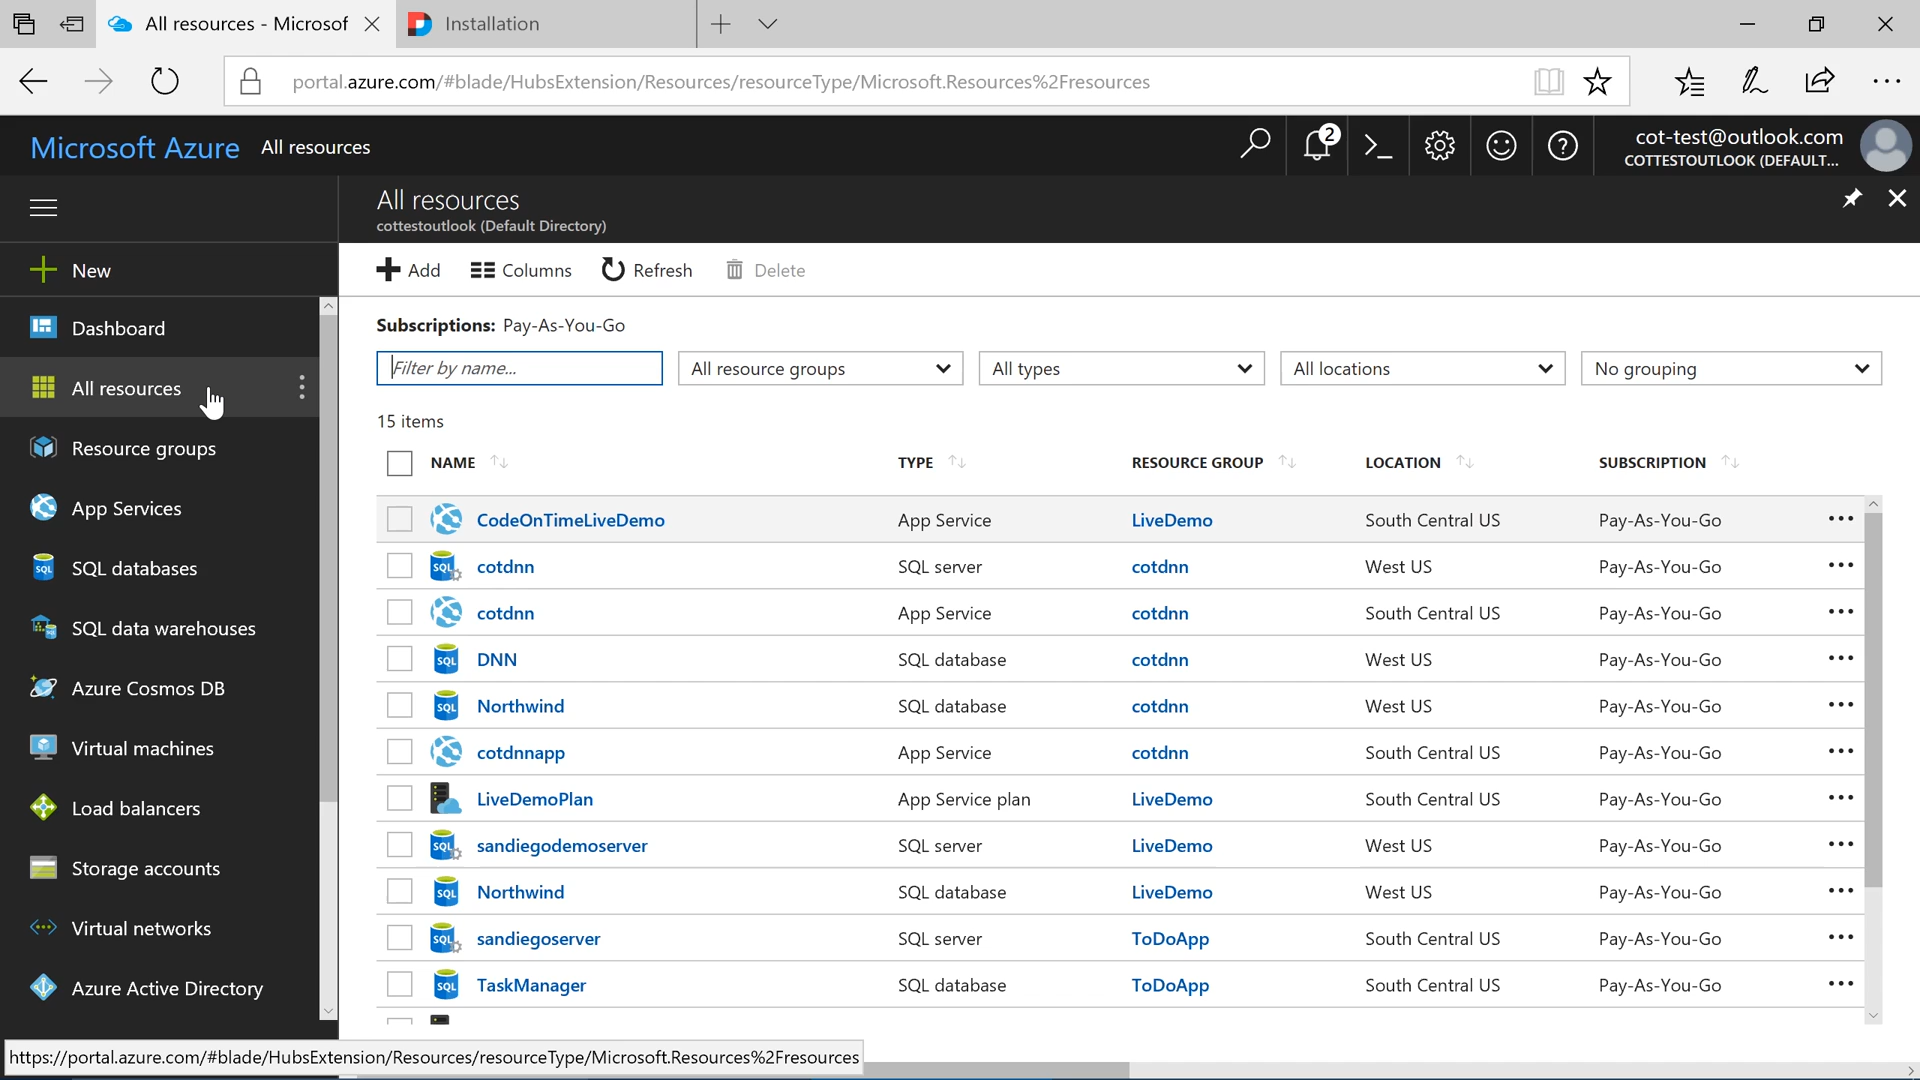 All resources - Microsof
Installation
portal.azure.com/#blade/HubsExtension/Resources/resourceType/Microsoft.Resources%2Fresources
Microsoft Azure
All resources
2
cot-test@outlook.com
COTTESTOUTLOOK (DEFAULT...
All resources
cottestoutlook (Default Directory)
New
Dashboard
All resources
Resource groups
App Services
SQL databases
SQL data warehouses
Azure Cosmos DB
Virtual machines
Load balancers
Storage accounts
Virtual networks
Azure Active Directory
Add Columns Refresh Delete
Subscriptions: Pay-As-You-Go
Filter by name... All resource groups All types All locations No grouping
15 items
NAME TYPE RESOURCE GROUP LOCATION SUBSCRIPTION
CodeOnTimeLiveDemo App Service LiveDemo South Central US Pay-As-You-Go
cotdnn SQL server cotdnn West US Pay-As-You-Go
cotdnn App Service cotdnn South Central US Pay-As-You-Go
DNN SQL database cotdnn West US Pay-As-You-Go
Northwind SQL database cotdnn West US Pay-As-You-Go
cotdnnapp App Service cotdnn South Central US Pay-As-You-Go
LiveDemoPlan App Service plan LiveDemo South Central US Pay-As-You-Go
sandiegodemoserver SQL server LiveDemo West US Pay-As-You-Go
Northwind SQL database LiveDemo West US Pay-As-You-Go
sandiegoserver SQL server ToDoApp South Central US Pay-As-You-Go
TaskManager SQL database ToDoApp South Central US Pay-As-You-Go
https://portal.azure.com/#blade/HubsExtension/Resources/resourceType/Microsoft.Resources%2Fresources